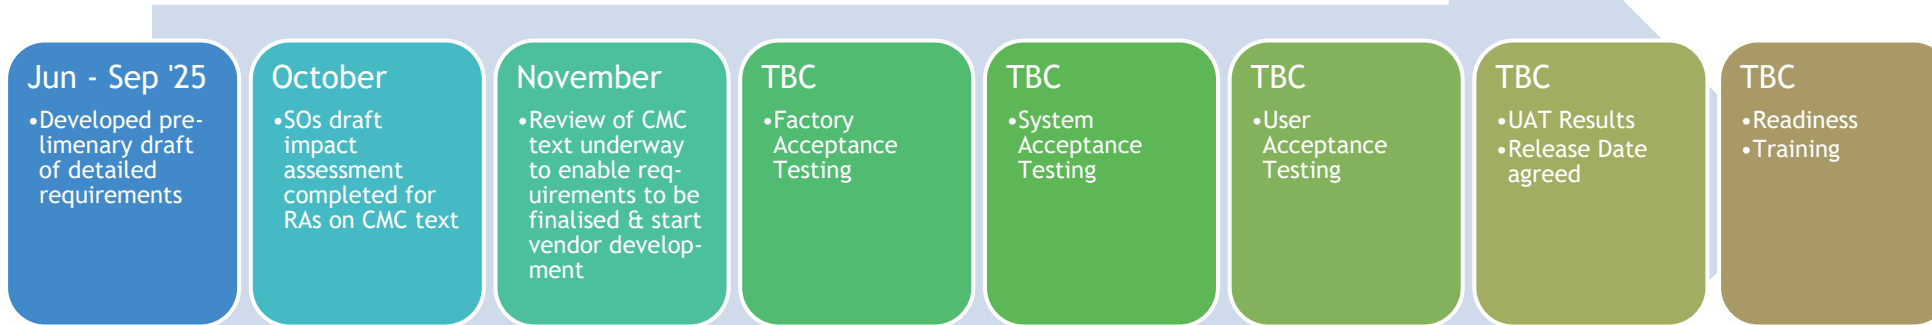 Jun - Sep '25
•Developed pre-
limenary draft
of detailed
requirements
October
•SOs draft
impact
assessment
completed for
RAs on CMC text
November
•Review of CMC
text underway
to enable req-
uirements to be
finalised & start
vendor develop-
ment
TBC
•Factory
Acceptance
Testing
TBC
•System
Acceptance
Testing
TBC
•User
Acceptance
Testing
TBC
•UAT Results
•Release Date
agreed
TBC
•Readiness
•Training